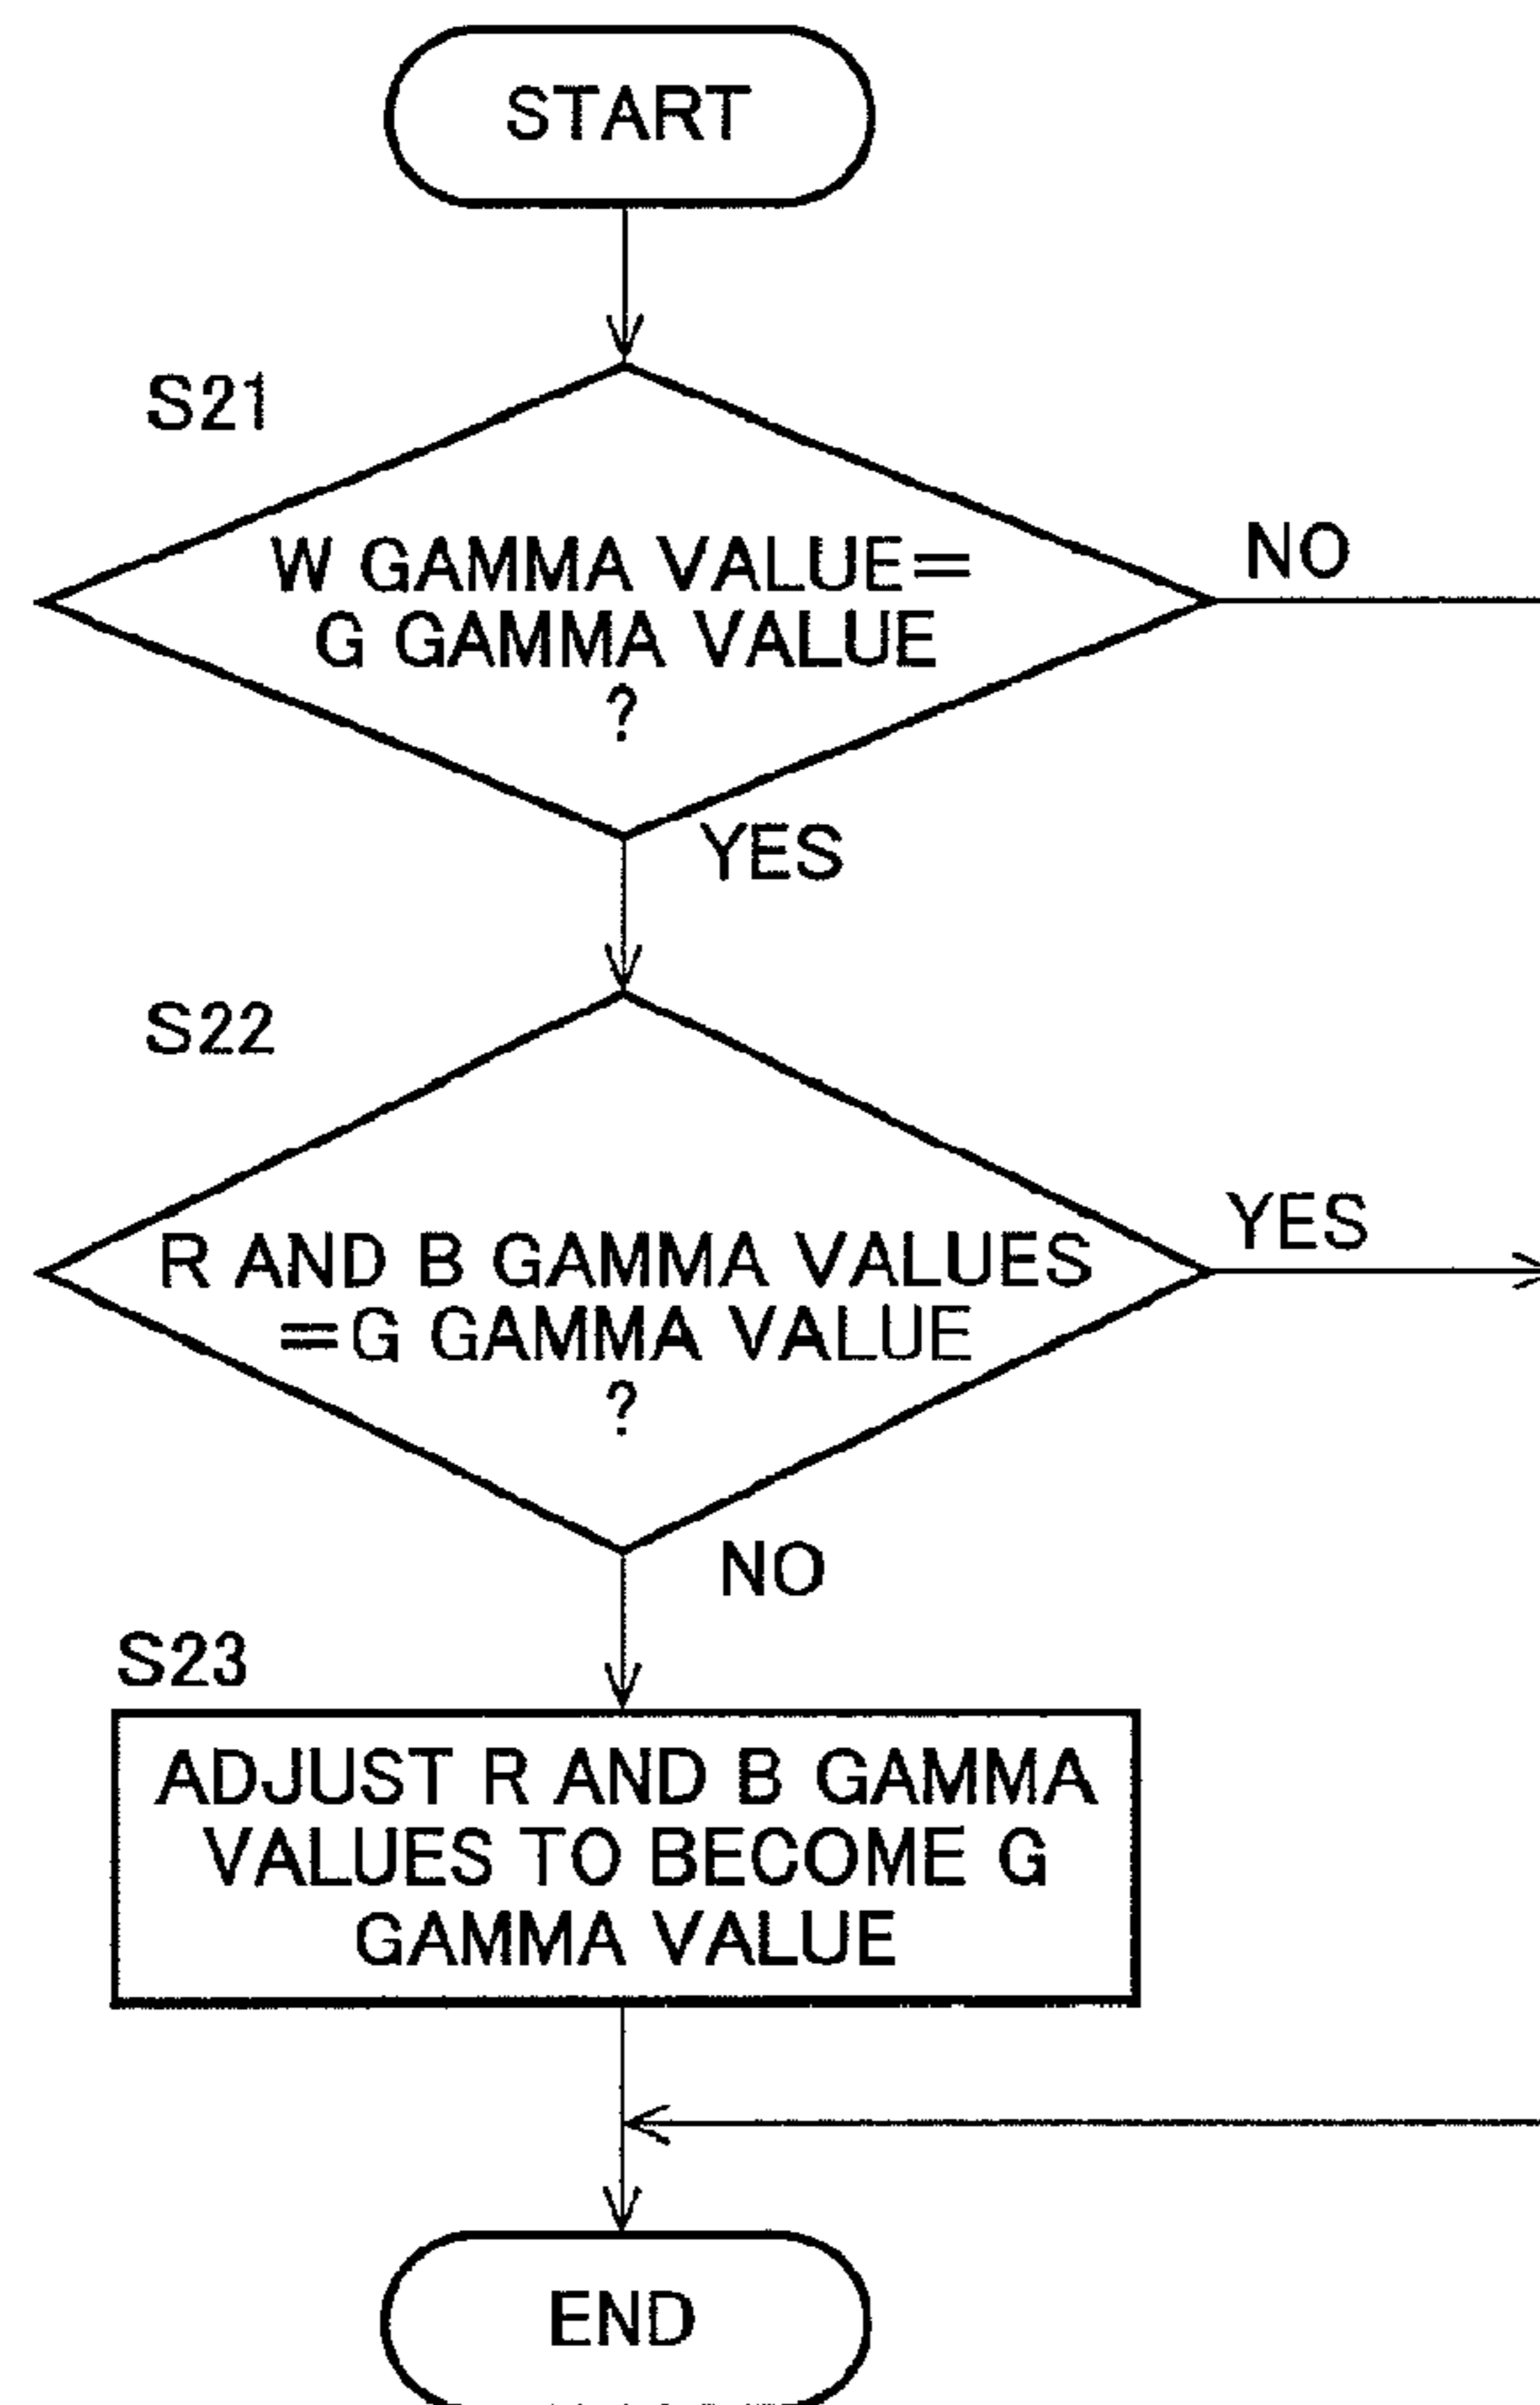 START
S21
W GAMMA VALUE=
G GAMMA VALUE
?
NO
YES
S22
R AND B GAMMA VALUES
=G GAMMA VALUE
?
YES
NO
S23
ADJUST R AND B GAMMA
VALUES TO BECOME G
GAMMA VALUE
END